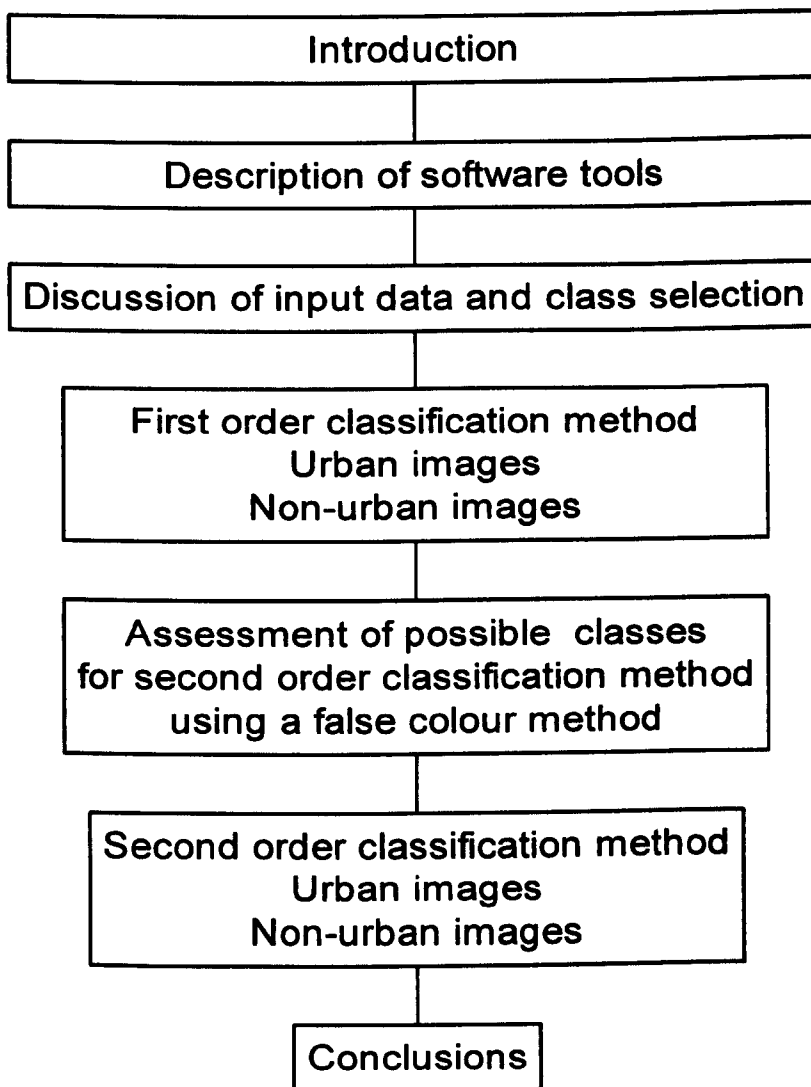 Introduction
Description of software tools
Discussion of input data and class selection
First order classification method
Urban images
Non-urban images
Assessment of possible classes
for second order classification method
using a false colour method
Second order classification method
Urban images
Non-urban images
Conclusions